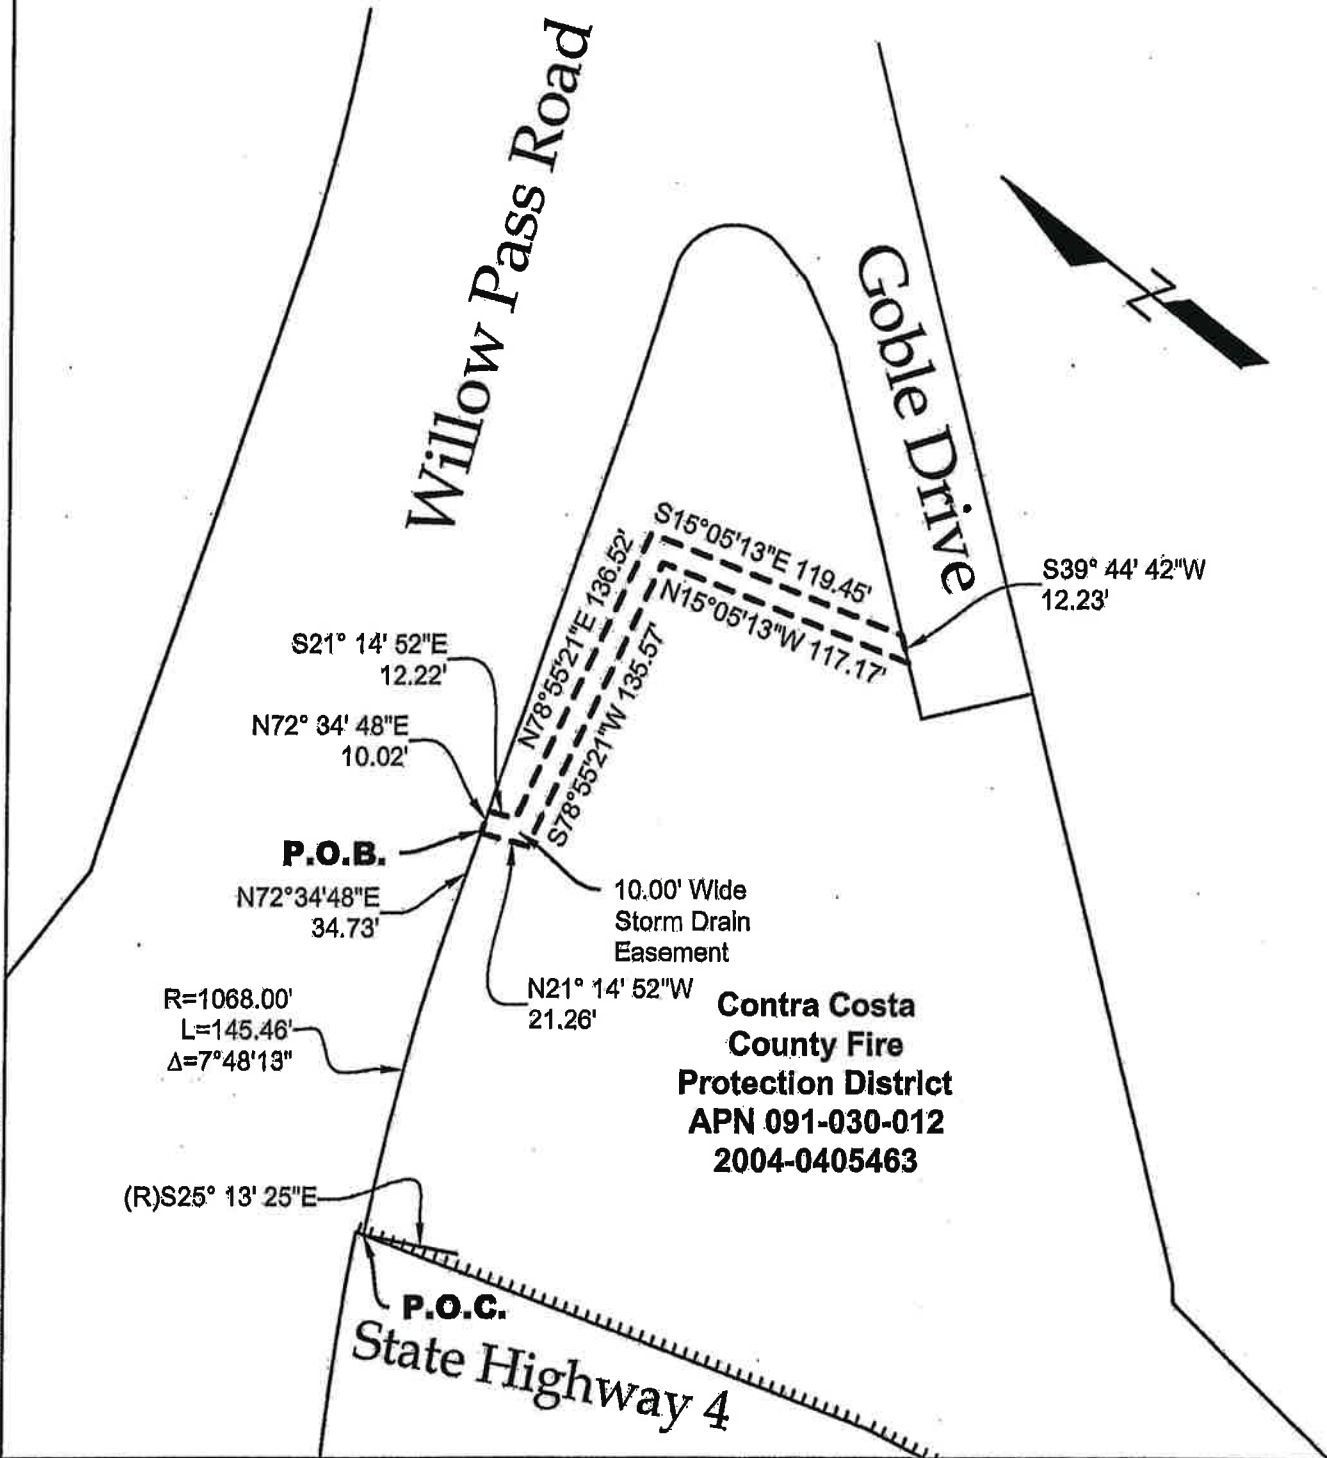 Willow Pass Road
Goble Drive
S15°05'13"E 119.45'
N15°05'13"W 117.17'
S39° 44' 42"W
12.23'
N78°55'21"E 136.52'
S78°55'21"W 135.57'
S21° 14' 52"E
12.22'
N72° 34' 48"E
10.02'
P.O.B.
N72°34'48"E
34.73'
10.00' Wide
Storm Drain
Easement
N21° 14' 52"W
21.26'
R=1068.00'
L=145.46'
Δ=7°48'13"
Contra Costa
County Fire
Protection District
APN 091-030-012
2004-0405463
(R)S25° 13' 25"E
P.O.C.
State Highway 4
N